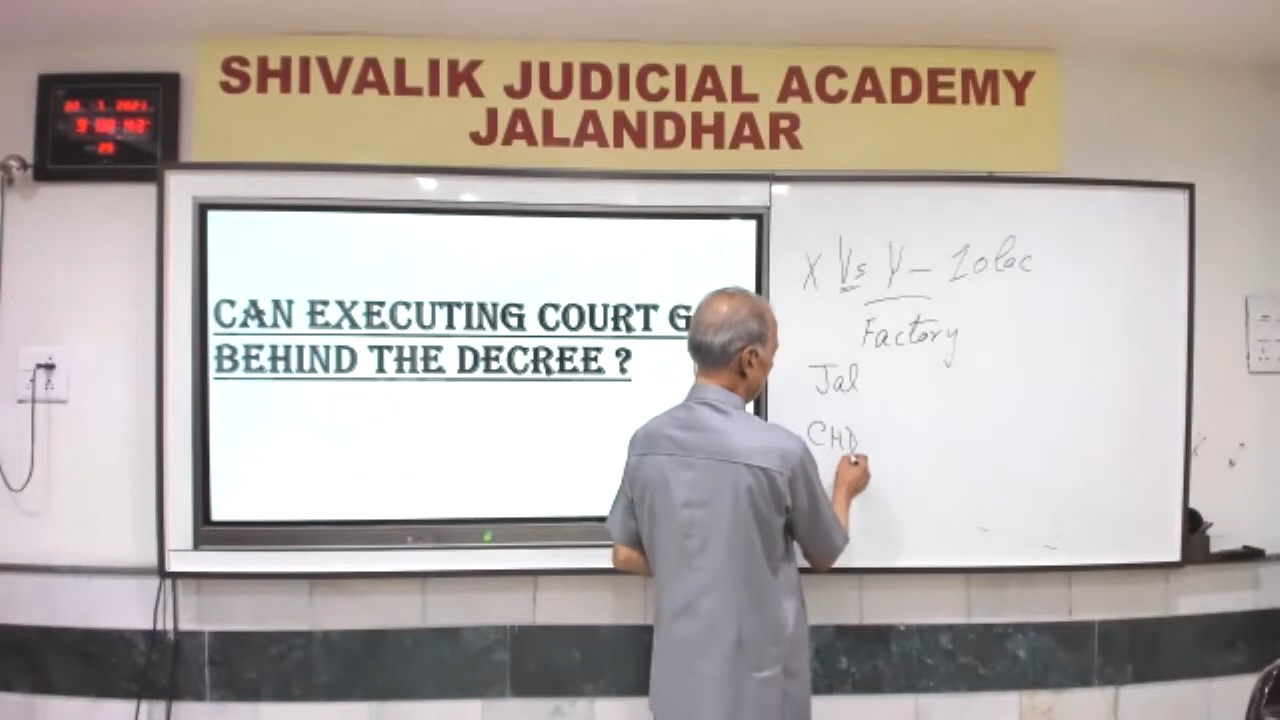 SHIVALIK JUDICIAL ACADEMY
JALANDHAR
CAN EXECUTING COURT G
BEHIND THE DECREE ?
X Vs Y - 10 lac
Factory
Jal
CHD